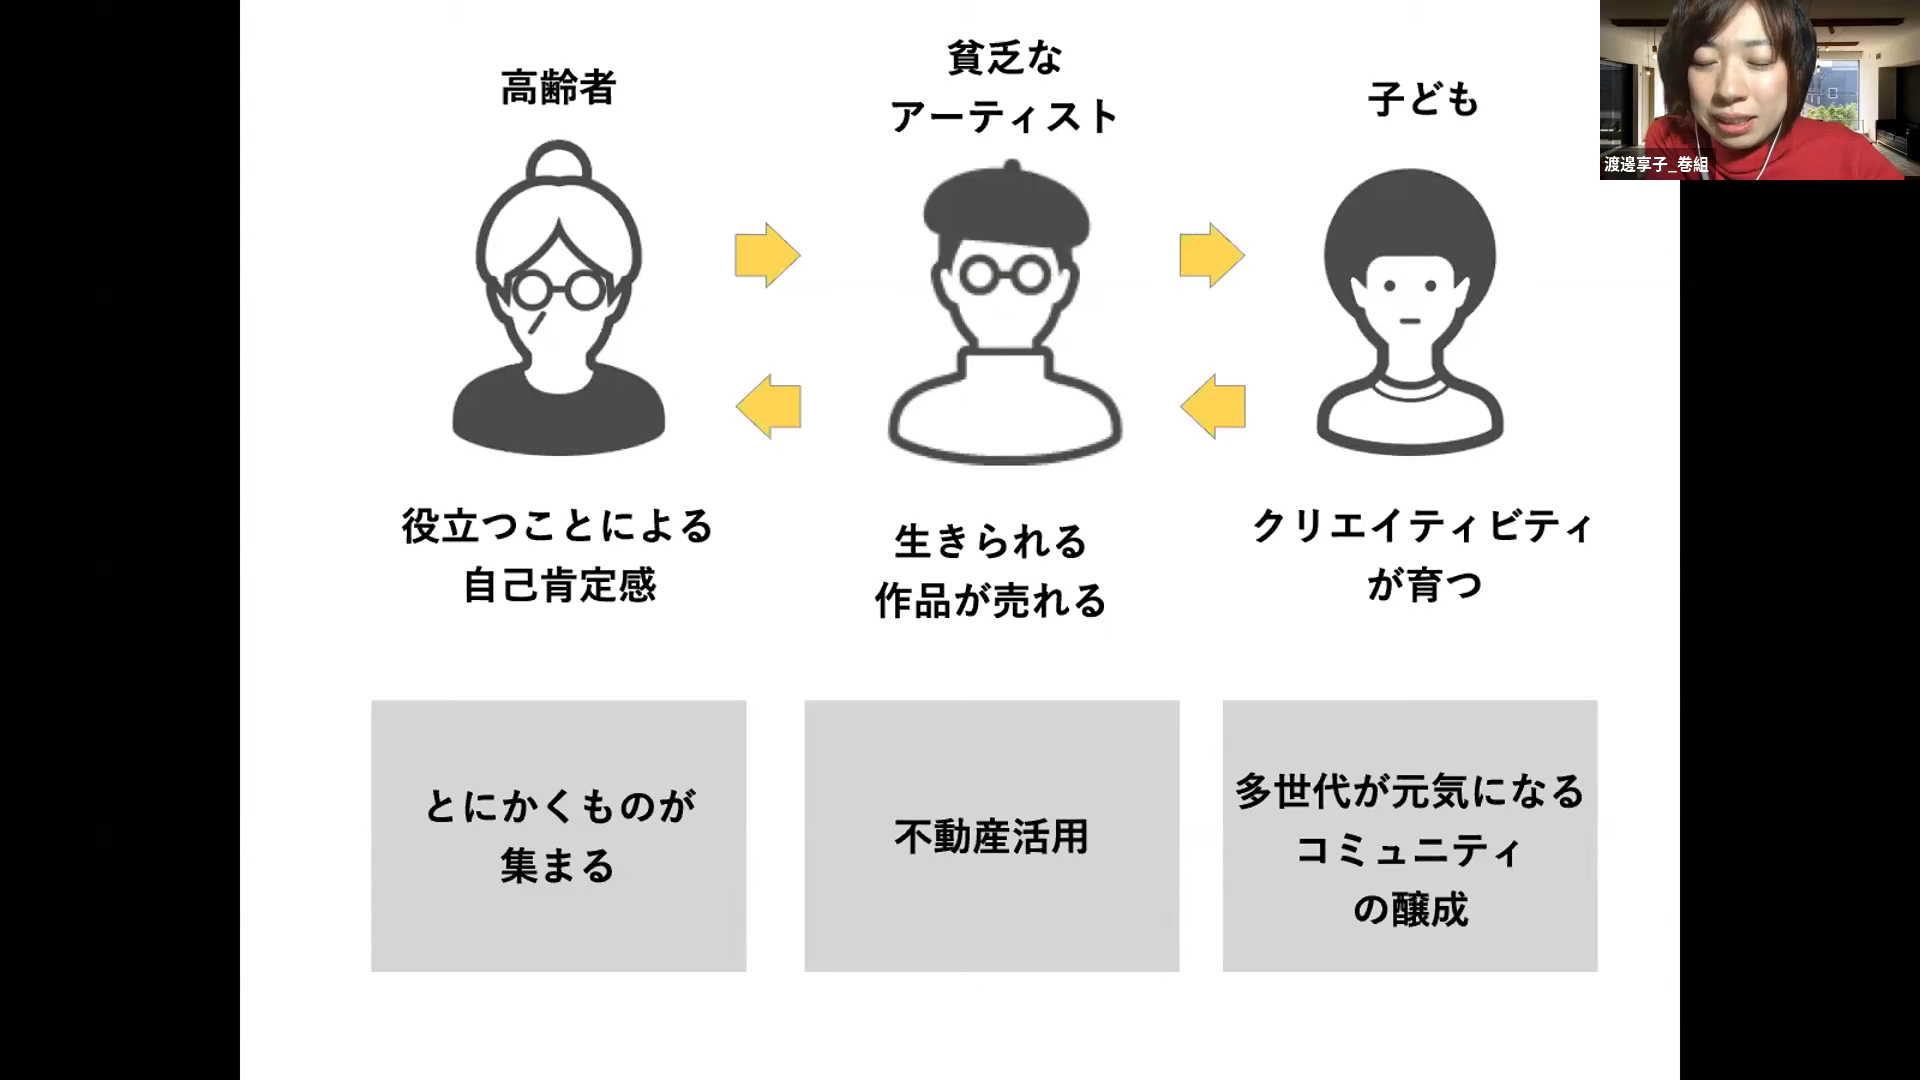 高齢者
貧乏な
アーティスト
子ども
役立つことによる
自己肯定感
生きられる
作品が売れる
クリエイティビティ
が育つ
とにかくものが
集まる
不動産活用
多世代が元気になる
コミュニティ
の醸成
渡邊享子_巻組